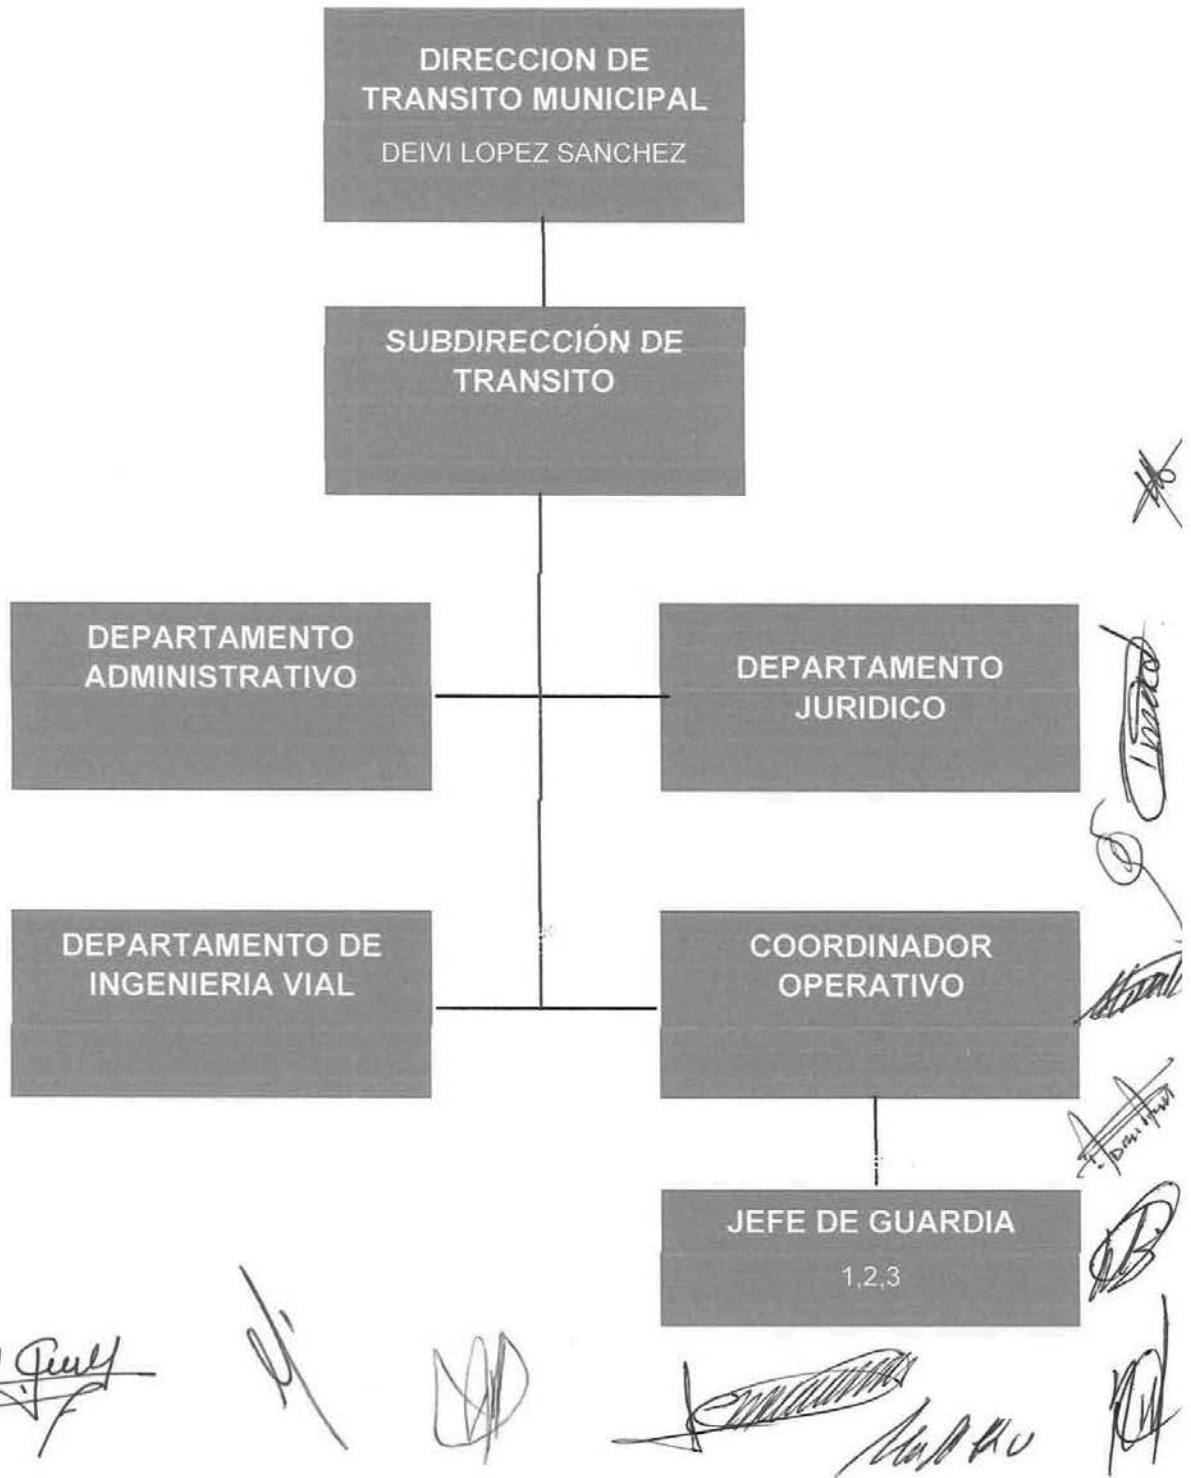 DIRECCION DE
TRANSITO MUNICIPAL
DEIVI LOPEZ SANCHEZ
SUBDIRECCIÓN DE
TRANSITO
DEPARTAMENTO
ADMINISTRATIVO
DEPARTAMENTO
JURIDICO
DEPARTAMENTO DE
INGENIERIA VIAL
COORDINADOR
OPERATIVO
JEFE DE GUARDIA
1,2,3